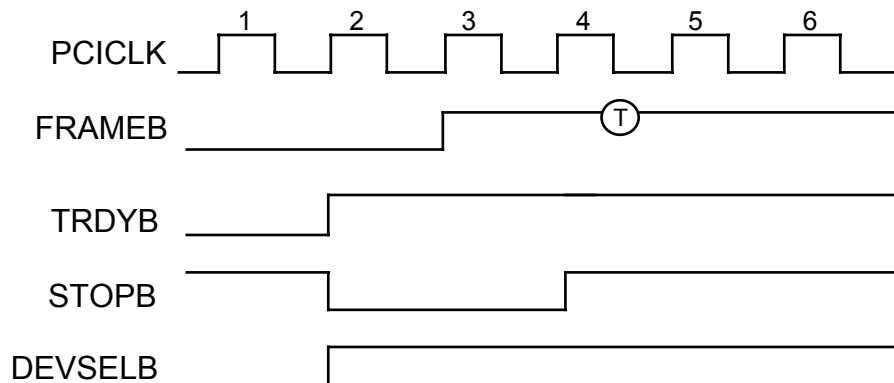 1 2 3 4 5 6
PCICLK
FRAMEB
T
TRDYB
STOPB
DEVSELB